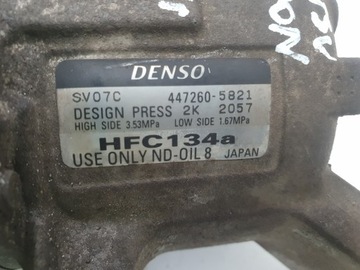 DENSO
SV07C 447260-5821
DESIGN PRESS 2K 2057
HIGH SIDE 3.53MPa LOW SIDE 1.67MPa
HFC134a
USE ONLY ND-OIL 8 JAPAN